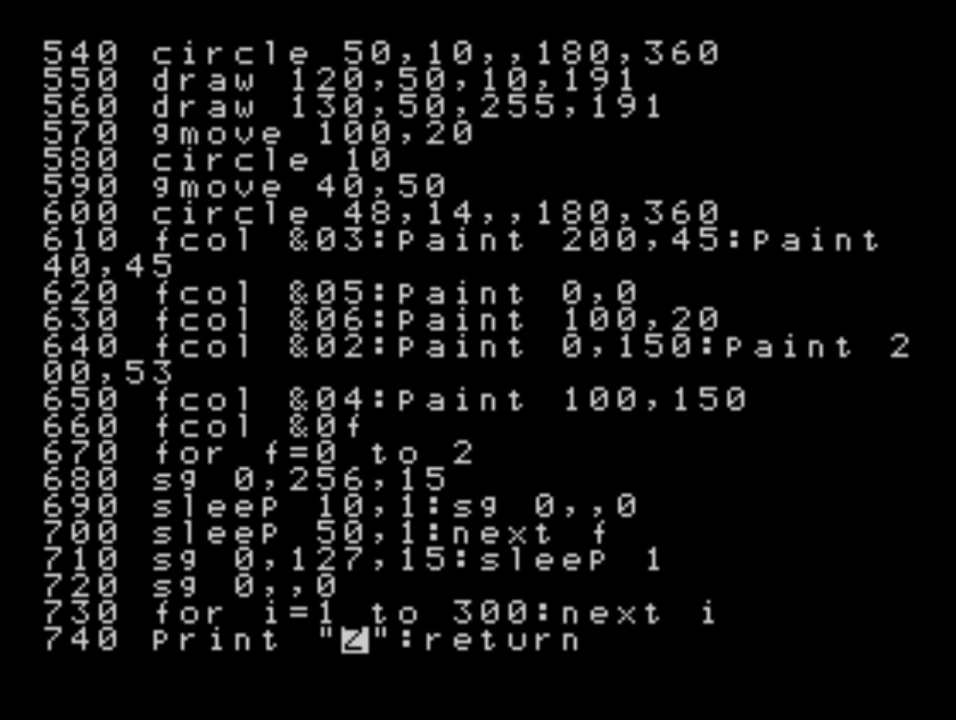 540 circle 50,10,,180,360
550 draw 120,50,10,191
560 draw 130,50,255,191
570 gmove 100,20
580 circle 10
590 gmove 40,50
600 circle 48,14,,180,360
610 fcol &03:paint 200,45:paint
40,45
620 fcol &05:paint 0,0
630 fcol &06:paint 100,20
640 fcol &02:paint 0,150:paint 2
00,53
650 fcol &04:paint 100,150
660 fcol &0f
670 for f=0 to 2
680 sg 0,256,15
690 sleep 10,1:sg 0,,0
700 sleep 50,1:next f
710 sg 0,127,15:sleep 1
720 sg 0,,0
730 for i=1 to 300:next i
740 print "Z":return